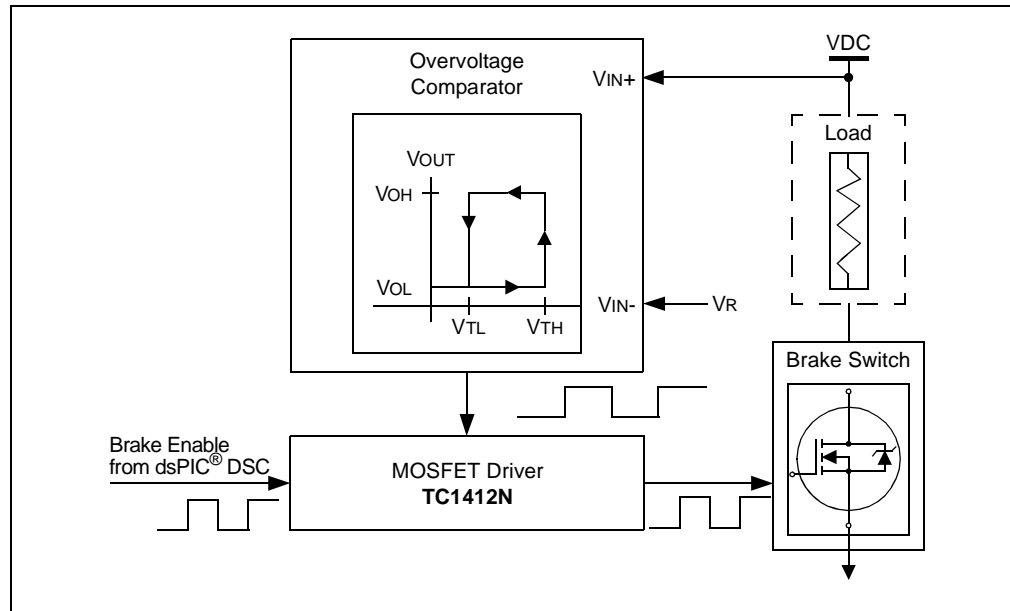 Overvoltage
Comparator
VIN+
VDC
Load
VOUT
VOH
VOL
VTL
VTH
VIN-
VR
Brake Switch
Brake Enable
from dsPIC® DSC
MOSFET Driver
TC1412N